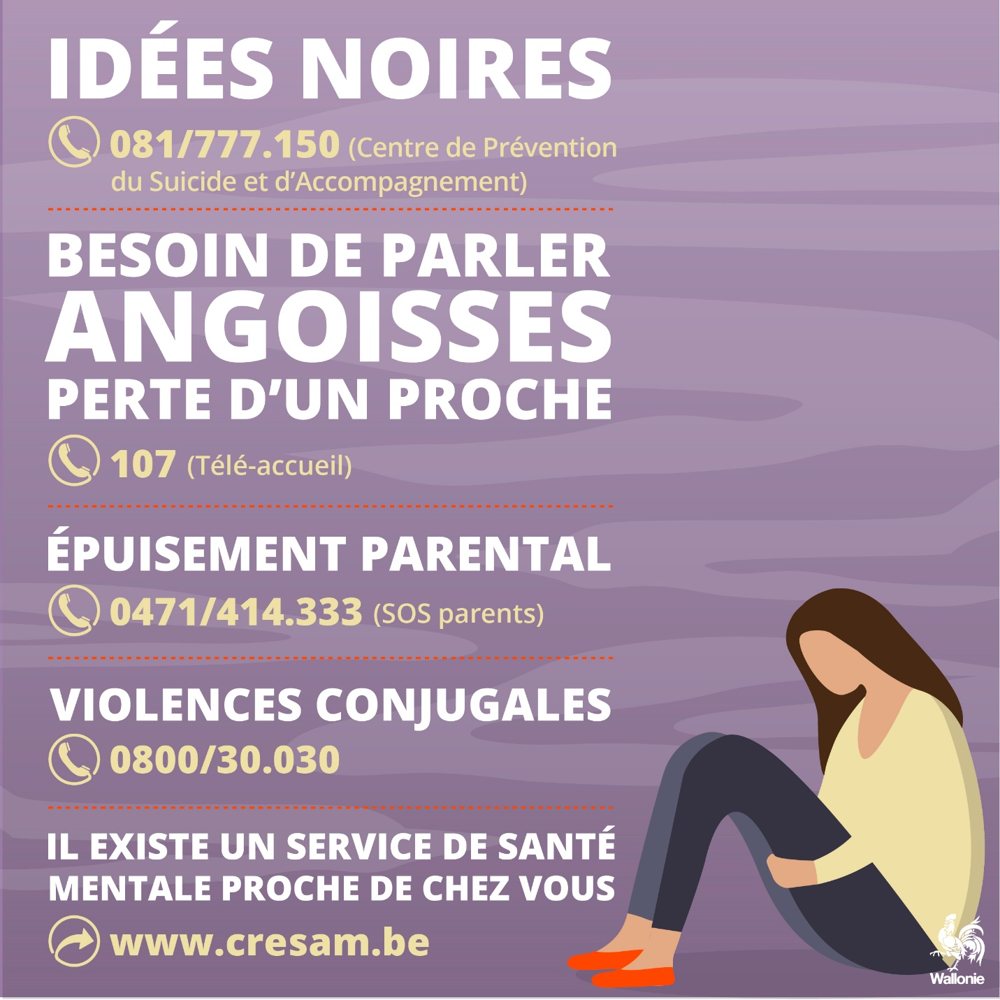 IDÉES NOIRES
081/777.150 (Centre de Prévention
du Suicide et d’Accompagnement)
BESOIN DE PARLER
ANGOISSES
PERTE D’UN PROCHE
107 (Télé-accueil)
ÉPUISEMENT PARENTAL
0471/414.333 (SOS parents)
VIOLENCES CONJUGALES
0800/30.030
IL EXISTE UN SERVICE DE SANTÉ
MENTALE PROCHE DE CHEZ VOUS
www.cresam.be
Wallonie